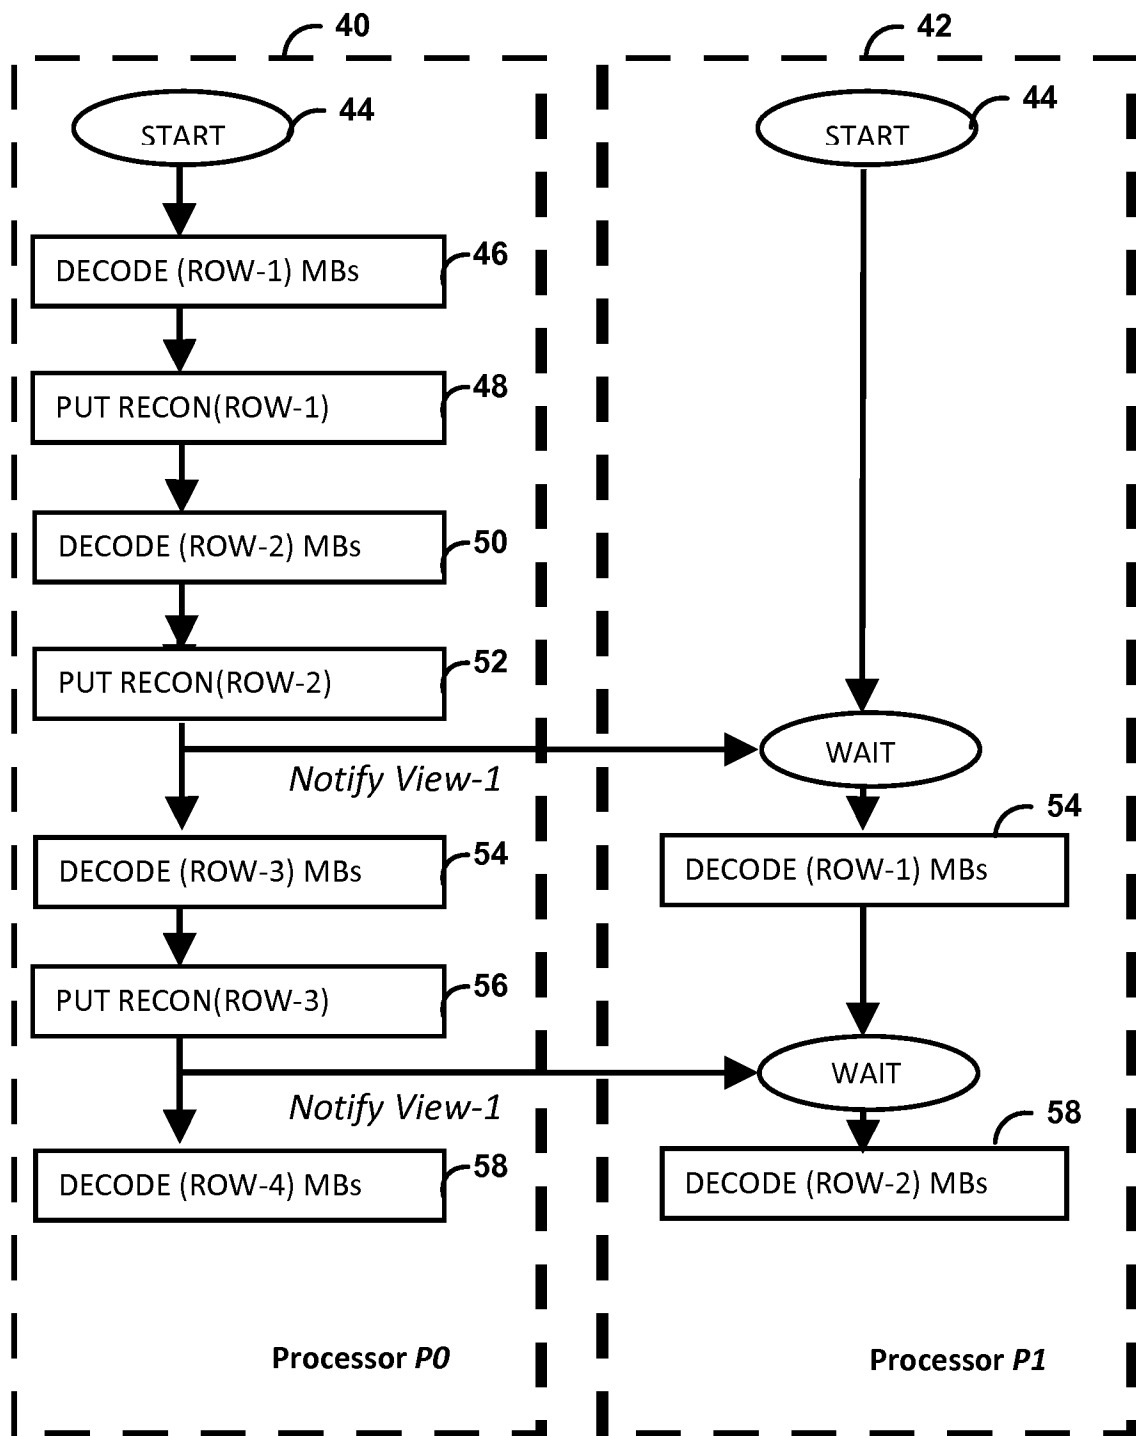 40
44
START
DECODE (ROW-1) MBs
46
PUT RECON(ROW-1)
48
DECODE (ROW-2) MBs
50
PUT RECON(ROW-2)
52
Notify View-1
DECODE (ROW-3) MBs
54
PUT RECON(ROW-3)
56
Notify View-1
DECODE (ROW-4) MBs
58
Processor P0
42
44
START
WAIT
54
DECODE (ROW-1) MBs
WAIT
58
DECODE (ROW-2) MBs
Processor P1